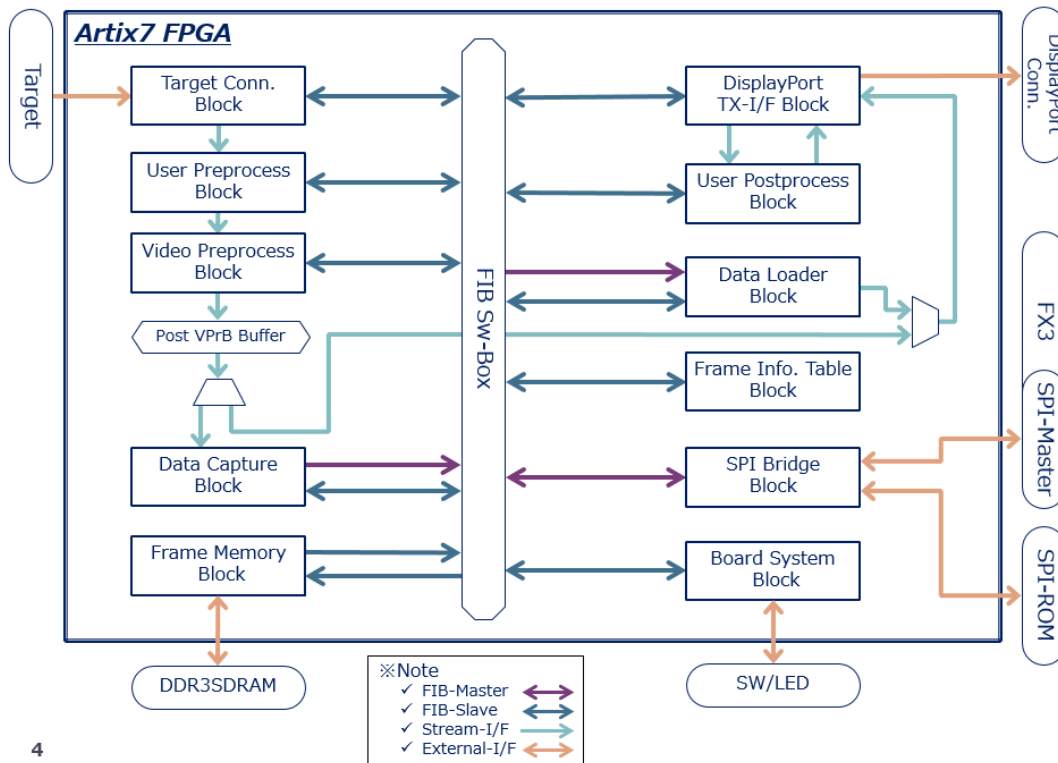 Artix7 FPGA
Target
Target Conn.
Block
User Preprocess
Block
Video Preprocess
Block
Post VPrB Buffer
Data Capture
Block
Frame Memory
Block
DDR3SDRAM
FIB Sw-Box
DisplayPort
TX-I/F Block
User Postprocess
Block
Data Loader
Block
Frame Info. Table
Block
SPI Bridge
Block
Board System
Block
SW/LED
DisplayPort
Conn.
FX3
SPI-Master
SPI-ROM
※Note
✓ FIB-Master
✓ FIB-Slave
✓ Stream-I/F
✓ External-I/F
4